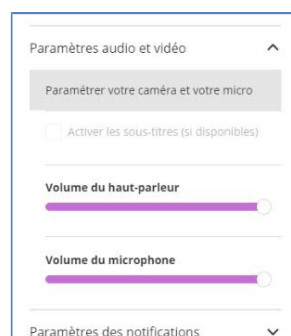 Paramètres audio et vidéo
Paramétrer votre caméra et votre micro
Activer les sous-titres (si disponibles)
Volume du haut-parleur
Volume du microphone
Paramètres des notifications